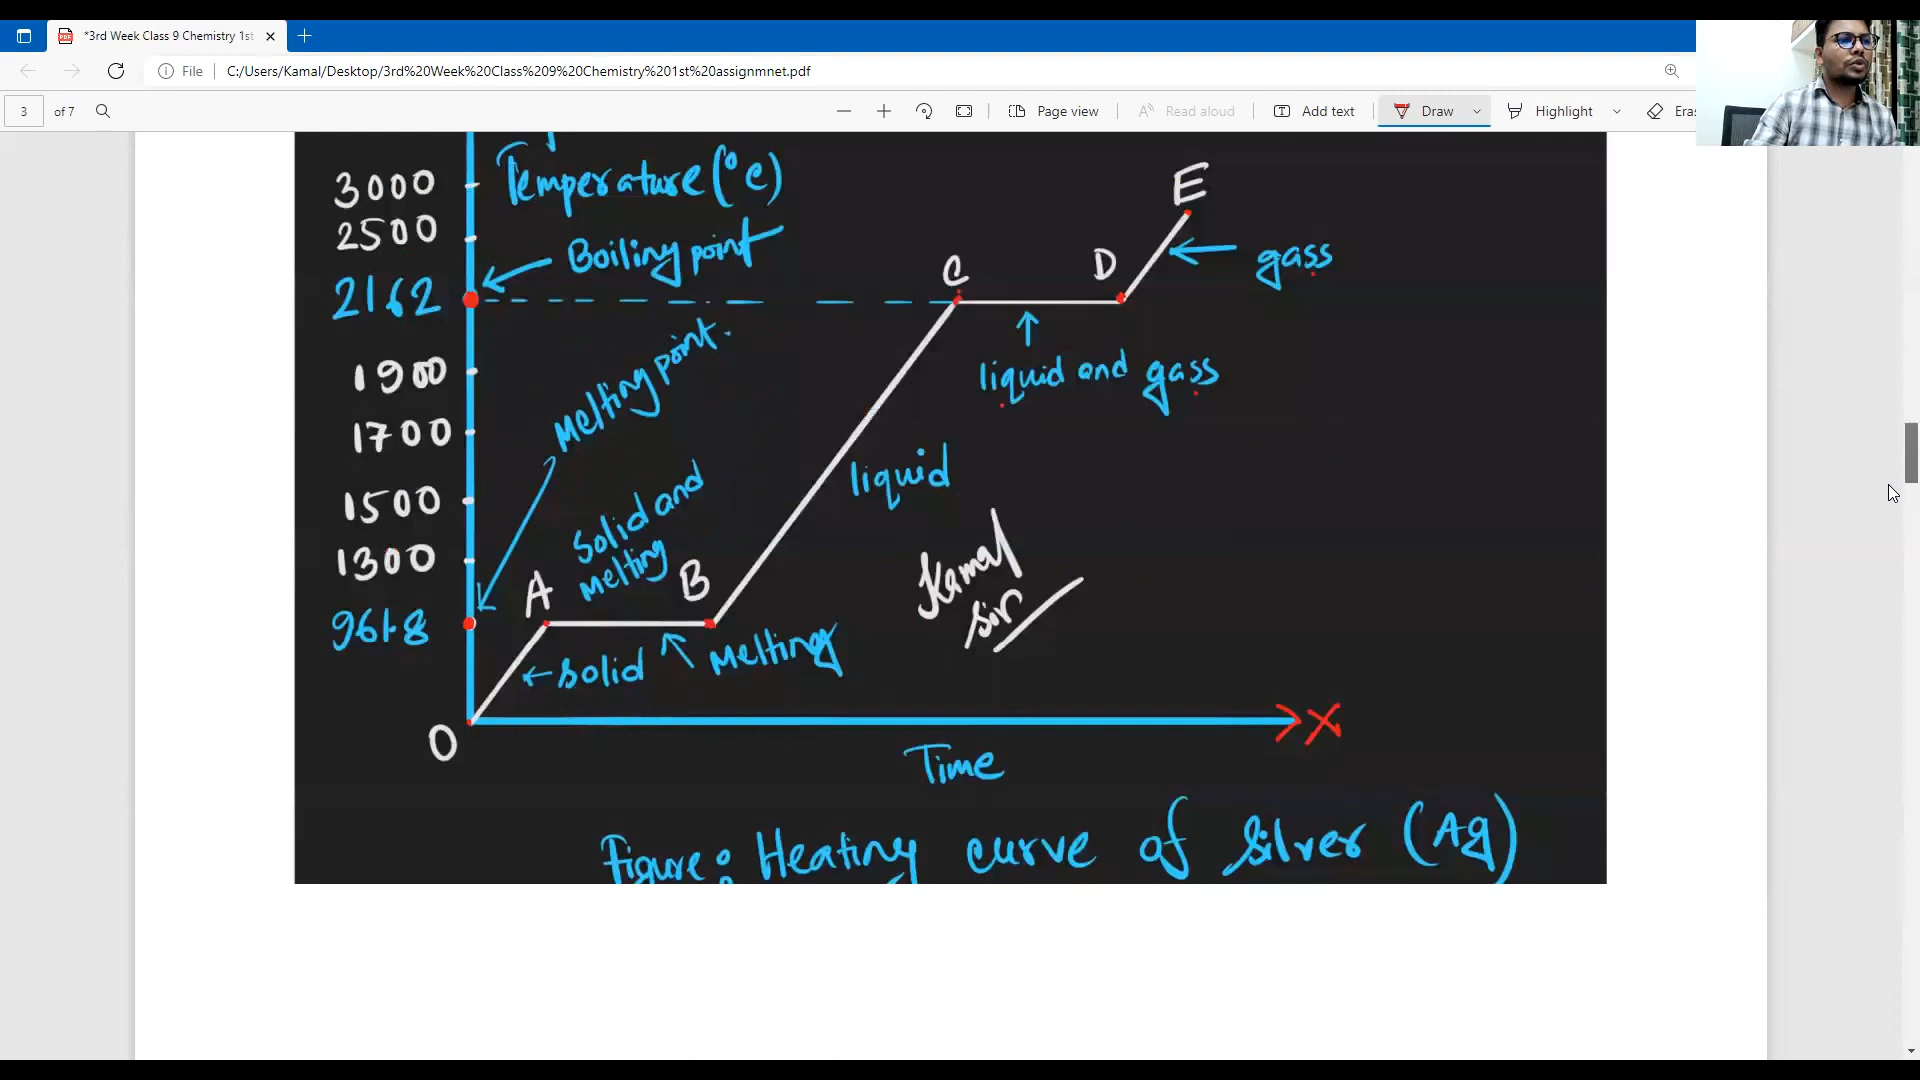 *3rd Week Class 9 Chemistry 1st
File
C:/Users/Kamal/Desktop/3rd%20Week%20Class%209%20Chemistry%201st%20assignmnet.pdf
3 of 7
Page view
Read aloud
Add text
Draw
Highlight
Eras
Temperature (°C)
3000
2500
Boiling point
2162
1900
1700
1500
1300
961.8
Melting point.
Solid and
melting
A
B
C
D
E
gass
liquid and gass
liquid
Kamal
sir
solid
Melting
O
X
Time
Figure: Heating curve of Silver (Ag)